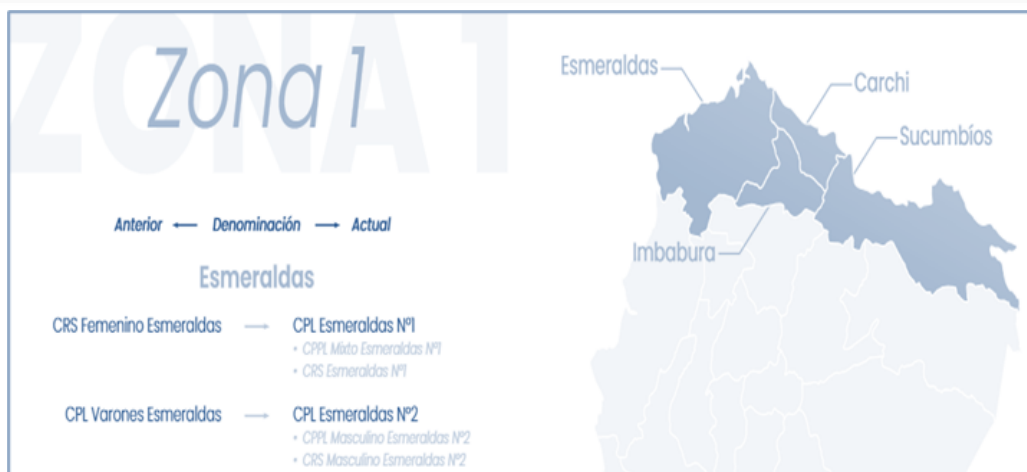 ZONA 1
Zona 1
Anterior ← Denominación → Actual
Esmeraldas
CRS Femenino Esmeraldas → CPL Esmeraldas Nº1
• CPPL Mixto Esmeraldas Nº1
• CRS Esmeraldas Nº1
CPL Varones Esmeraldas → CPL Esmeraldas Nº2
• CPPL Masculino Esmeraldas Nº2
• CRS Masculino Esmeraldas Nº2
Esmeraldas
Carchi
Sucumbíos
Imbabura